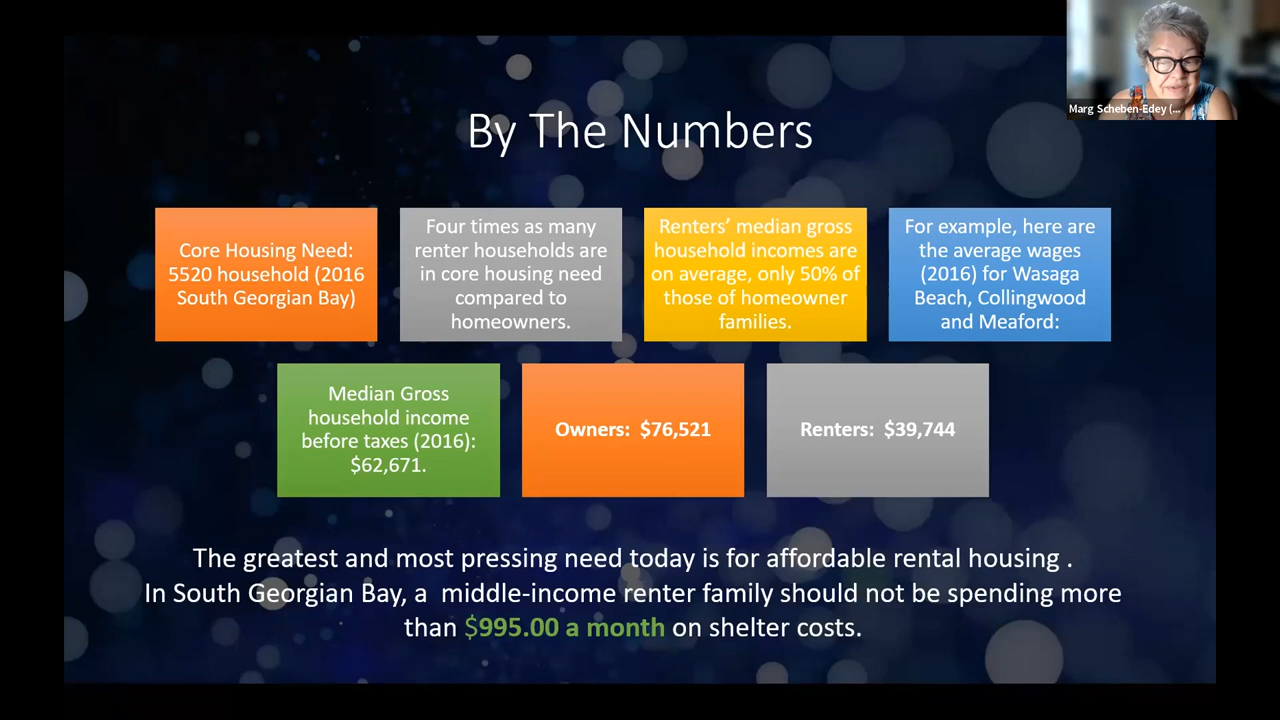 Marg Scheben-Edey (...
By The Numbers
Core Housing Need:
5520 household (2016
South Georgian Bay)
Four times as many
renter households are
in core housing need
compared to
homeowners.
Renters’ median gross
household incomes are
on average, only 50% of
those of homeowner
families.
For example, here are
the average wages
(2016) for Wasaga
Beach, Collingwood
and Meaford:
Median Gross
household income
before taxes (2016):
$62,671.
Owners: $76,521
Renters: $39,744
The greatest and most pressing need today is for affordable rental housing .
In South Georgian Bay, a middle-income renter family should not be spending more
than $995.00 a month on shelter costs.